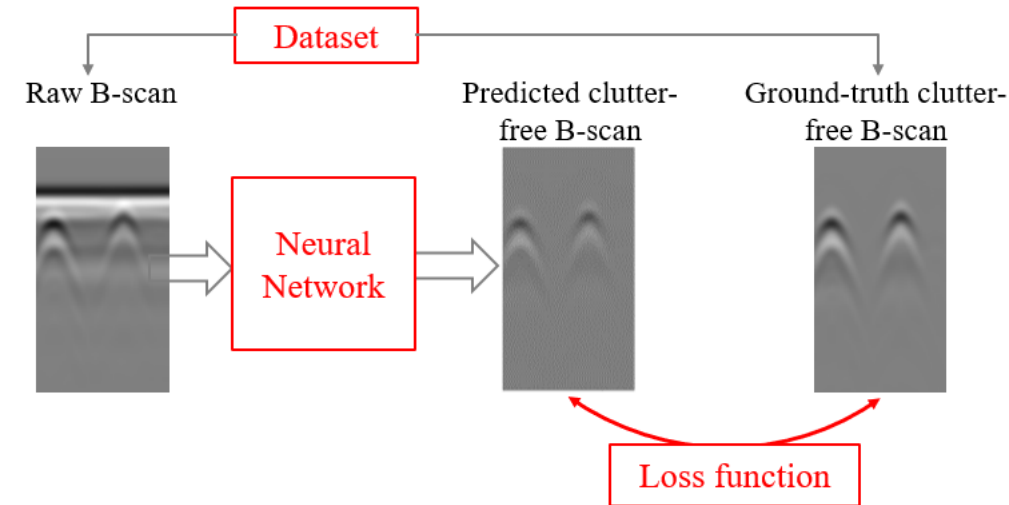 Dataset
Raw B-scan
Predicted clutter-
free B-scan
Ground-truth clutter-
free B-scan
Neural
Network
Loss function